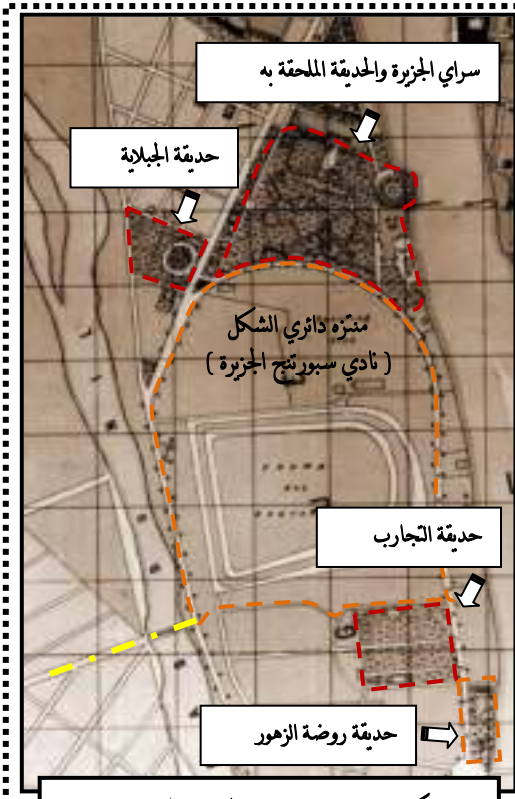 سراي الجزيرة والحديقة الملحقة به
حديقة الجبلاية
منتزه دائري الشكل
( نادي سبورتنج الجزيرة )
حديقة التجارب
حديقة روضة الزهور